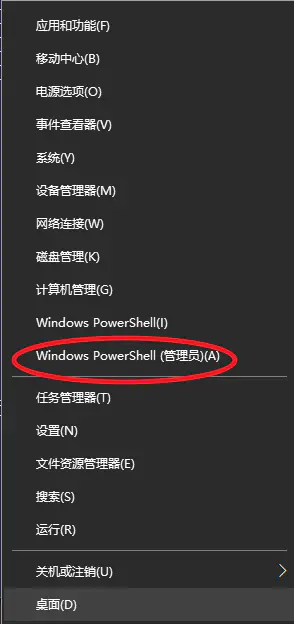 应用和功能(F)
移动中心(B)
电源选项(O)
事件查看器(V)
系统(Y)
设备管理器(M)
网络连接(W)
磁盘管理(K)
计算机管理(G)
Windows PowerShell(I)
Windows PowerShell (管理员)(A)
任务管理器(T)
设置(N)
文件资源管理器(E)
搜索(S)
运行(R)
关机或注销(U)
桌面(D)